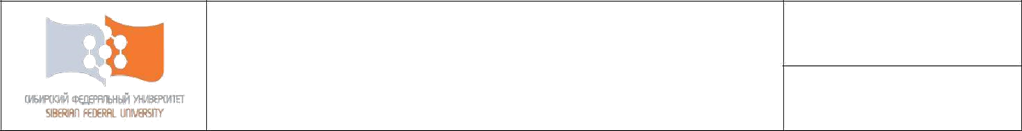 СИБИРСКИЙ ФЕДЕРАЛЬНЫЙ УНИВЕРСИТЕТ
SIBERIAN FEDERAL UNIVERSITY